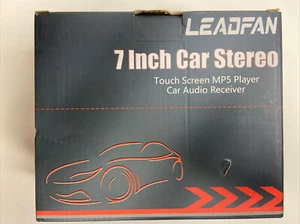 LEADFAN
7 Inch Car Stereo
Touch Screen MP5 Player
Car Audio Receiver